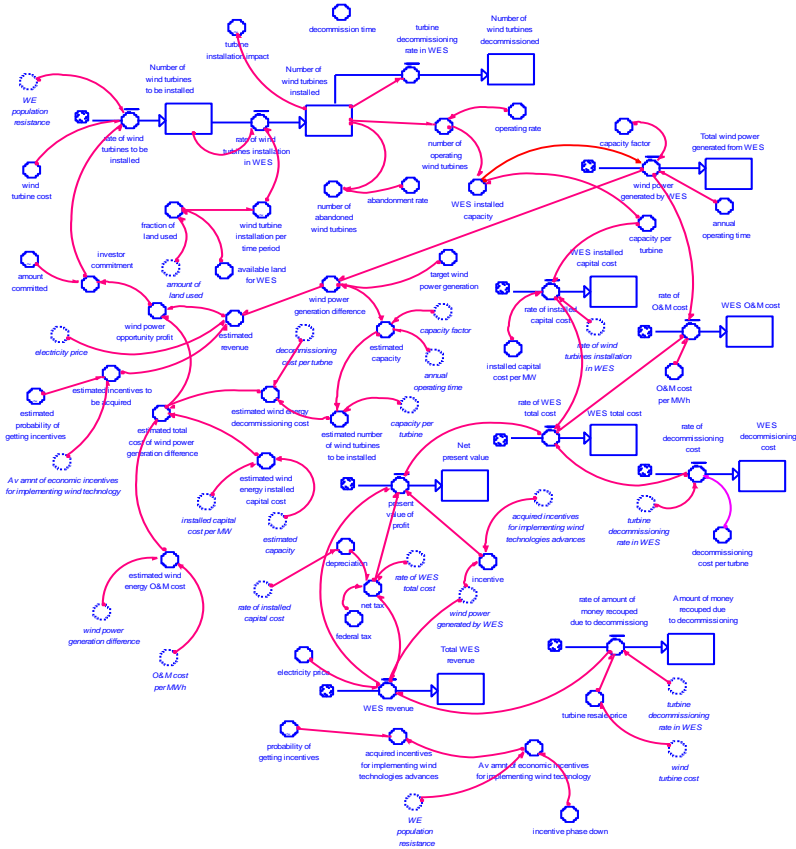 decommission time
turbine
installation impact
turbine
decommissioning
rate in WES
Number of
wind turbines
decommissioned
Number of
wind turbines
to be installed
Number of
wind turbines
installed
WE
population
resistance
rate of wind
turbines to be
installed
rate of wind
turbines installation
in WES
number of
operating
wind turbines
operating rate
capacity factor
Total wind power
generated from WES
wind
turbine cost
number of
abandoned
wind turbines
abandonment rate
WES installed
capacity
wind power
generated by WES
annual
operating time
fraction of
land used
wind turbine
installation per
time period
capacity per
turbine
investor
commitment
amount
committed
amount of
land used
available land
for WES
target wind
power generation
WES installed
capital cost
wind power
opportunity profit
estimated
revenue
wind power
generation difference
rate of installed
capital cost
rate of
O&M cost
WES O&M cost
electricity price
decommissioning
cost per turbne
estimated
capacity
capacity factor
annual
operating time
rate of wind
turbines installation
in WES
installed capital
cost per MW
O&M cost
per MWh
estimated incentives to
be acquired
estimated
probability of
getting incentives
estimated total
cost of wind power
generation difference
estimated wind energy
decommissioning cost
estimated number
of wind turbines
to be installed
capacity per
turbine
rate of WES
total cost
WES total cost
rate of
decommissioning
cost
WES
decommissioning
cost
Av amnt of economic incentives
for implementing wind technology
estimated wind
energy installed
capital cost
Net
present value
present
value of
profit
installed capital
cost per MW
estimated
capacity
acquired incentives
for implementing wind
technologies advances
turbine
decommissioning
rate in WES
decommissioning
cost per turbne
estimated wind
energy O&M cost
depreciation
rate of WES
total cost
incentive
rate of installed
capital cost
net tax
wind power
generated by WES
federal tax
wind power
generation difference
O&M cost
per MWh
rate of amount of
money recouped
due to decommissiong
Amount of money
recouped due
to decommissioning
electricity price
Total WES
revenue
WES revenue
turbine resale price
turbine
decommissioning
rate in WES
probability of
getting incentives
acquired incentives
for implementing wind
technologies advances
Av amnt of economic incentives
for implementing wind technology
wind
turbine cost
WE
population
resistance
incentive phase down